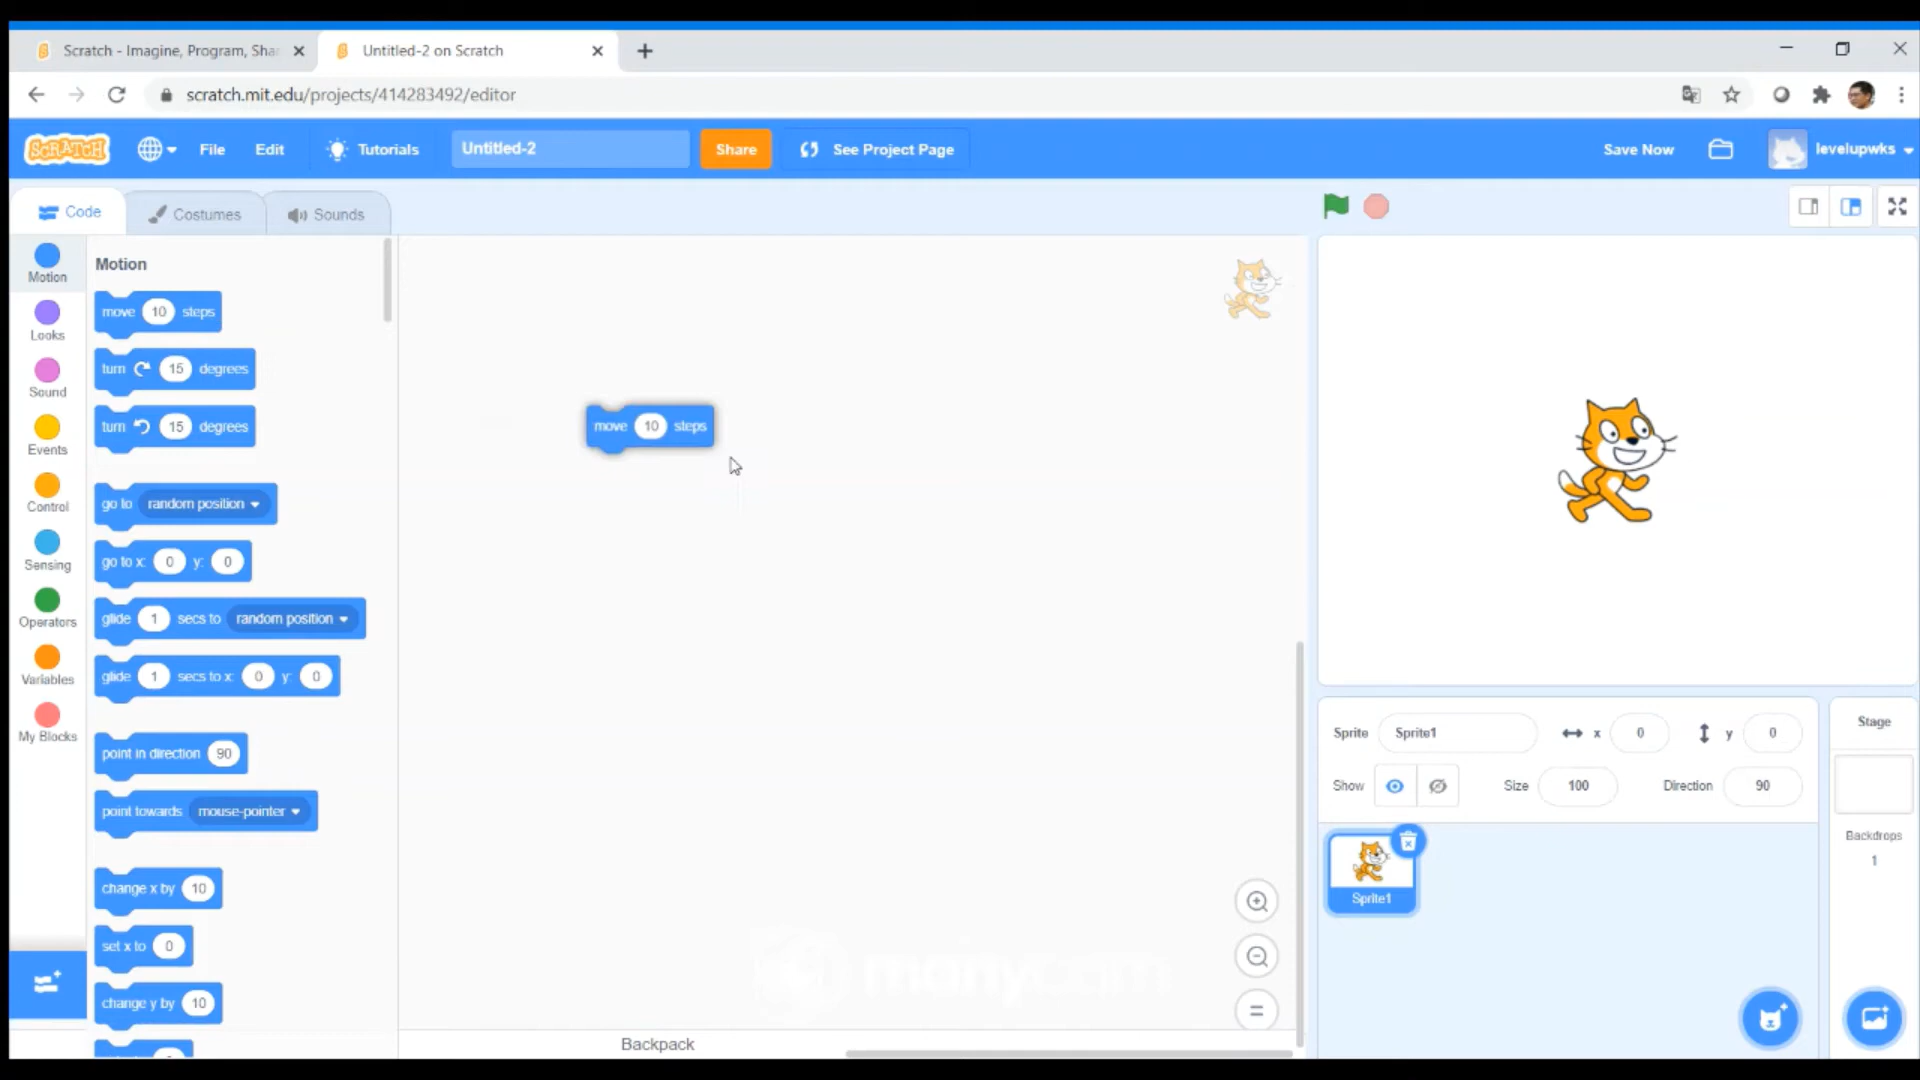 Scratch - Imagine, Program, Sha
Untitled-2 on Scratch
scratch.mit.edu/projects/414283492/editor
SCRATCH
File
Edit
Tutorials
Untitled-2
Share
See Project Page
Save Now
levelupwks
Code
Costumes
Sounds
Motion
Looks
Sound
Events
Control
Sensing
Operators
Variables
My Blocks
Motion
move 10 steps
turn 15 degrees
turn 15 degrees
go to random position
go to x: 0 y: 0
glide 1 secs to random position
glide 1 secs to x: 0 y: 0
point in direction 90
point towards mouse-pointer
change x by 10
set x to 0
change y by 10
move 10 steps
manycam
Backpack
Sprite Sprite1 x 0 y 0
Show Size 100 Direction 90
Sprite1
Stage
Backdrops
1